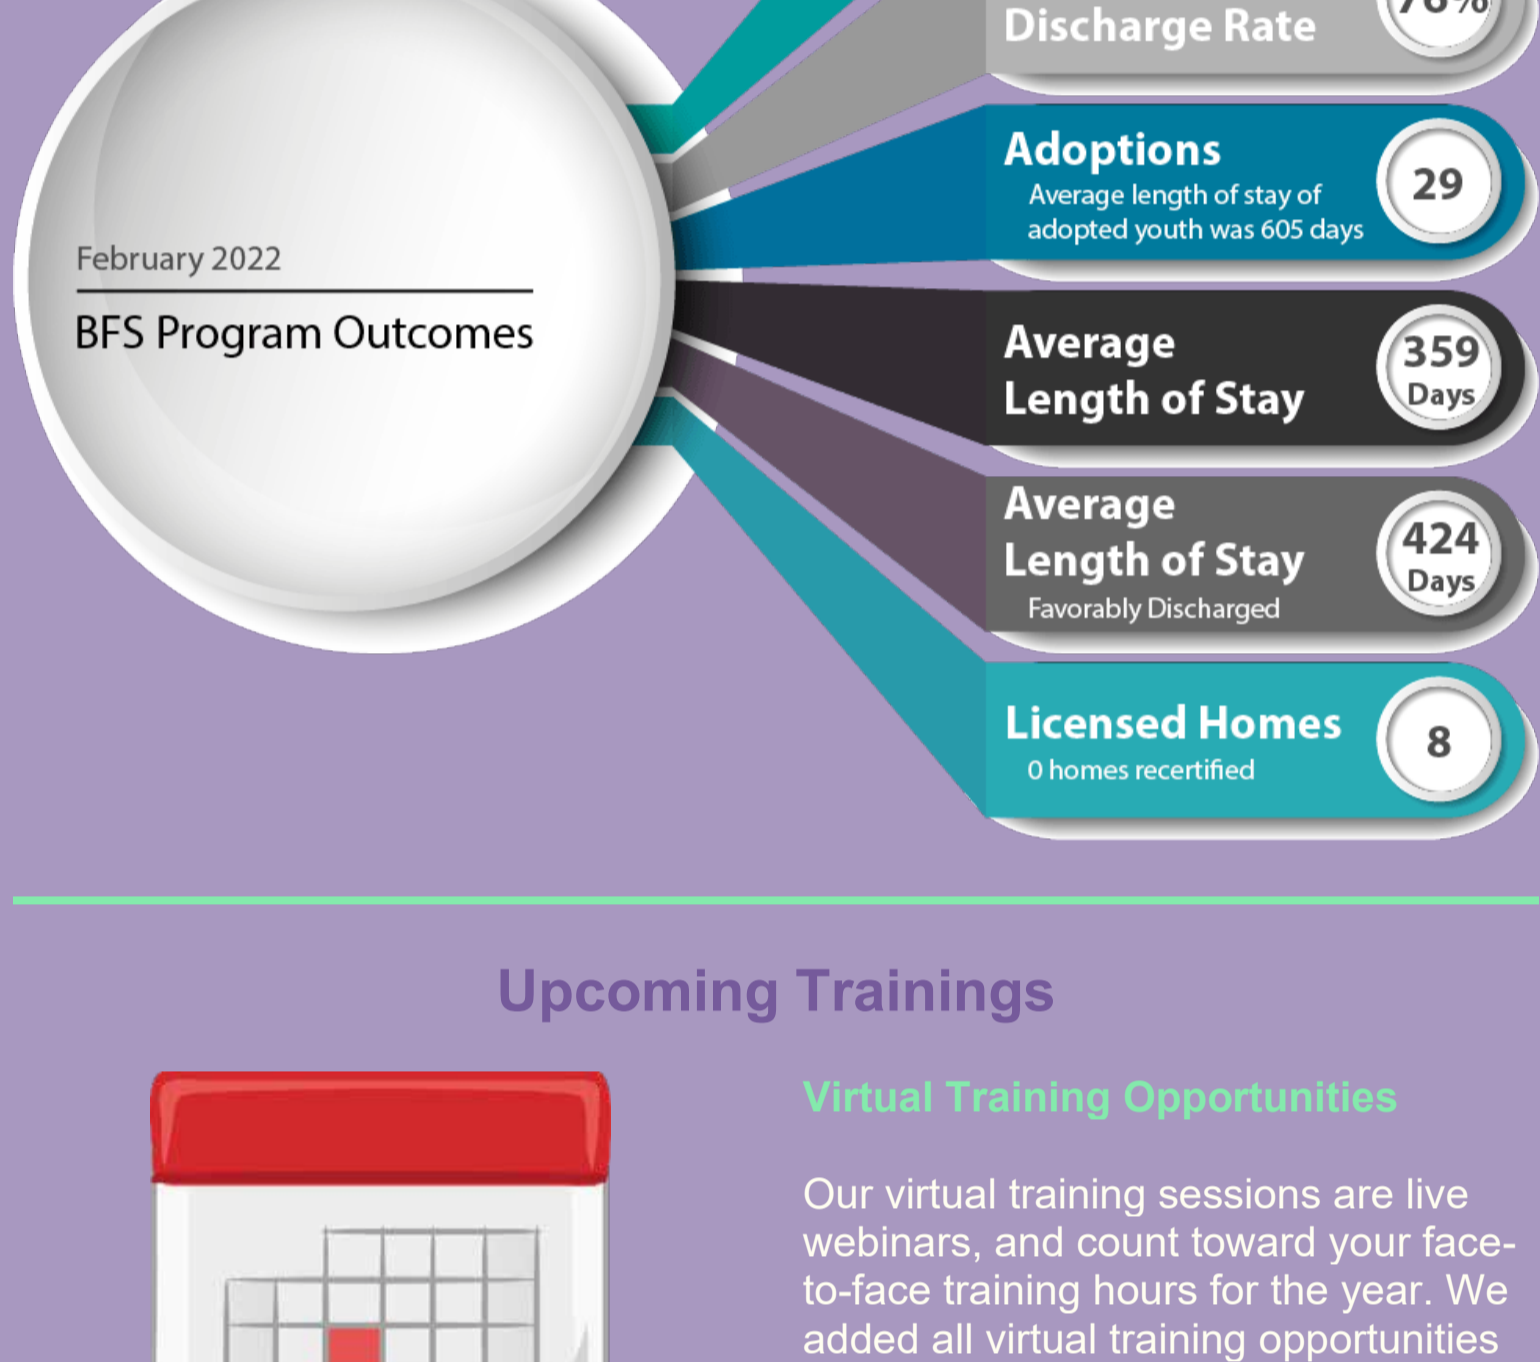 Discharge Rate
76%
Adoptions
Average length of stay of
adopted youth was 605 days
29
February 2022
BFS Program Outcomes
Average
Length of Stay
359
Days
Average
Length of Stay
Favorably Discharged
424
Days
Licensed Homes
0 homes recertified
8
Upcoming Trainings
Virtual Training Opportunities
Our virtual training sessions are live
webinars, and count toward your face-
to-face training hours for the year. We
added all virtual training opportunities